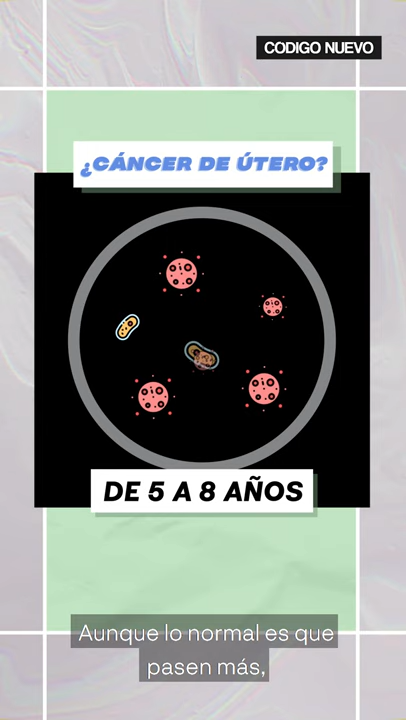 CODIGO NUEVO
¿CÁNCER DE ÚTERO?
DE 5 A 8 AÑOS
Aunque lo normal es que
pasen más,